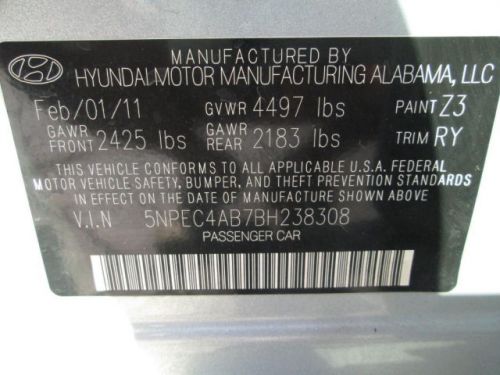 MANUFACTURED BY
HYUNDAI MOTOR MANUFACTURING ALABAMA, LLC
Feb/01/11 GVWR 4497 lbs PAINT Z3
GAWR FRONT 2425 lbs GAWR REAR 2183 lbs TRIM RY
THIS VEHICLE CONFORMS TO ALL APPLICABLE U.S.A. FEDERAL
MOTOR VEHICLE SAFETY, BUMPER, AND THEFT PREVENTION STANDARDS
IN EFFECT ON THE DATE OF MANUFACTURE SHOWN ABOVE
V.I.N 5NPEC4AB7BH238308
PASSENGER CAR